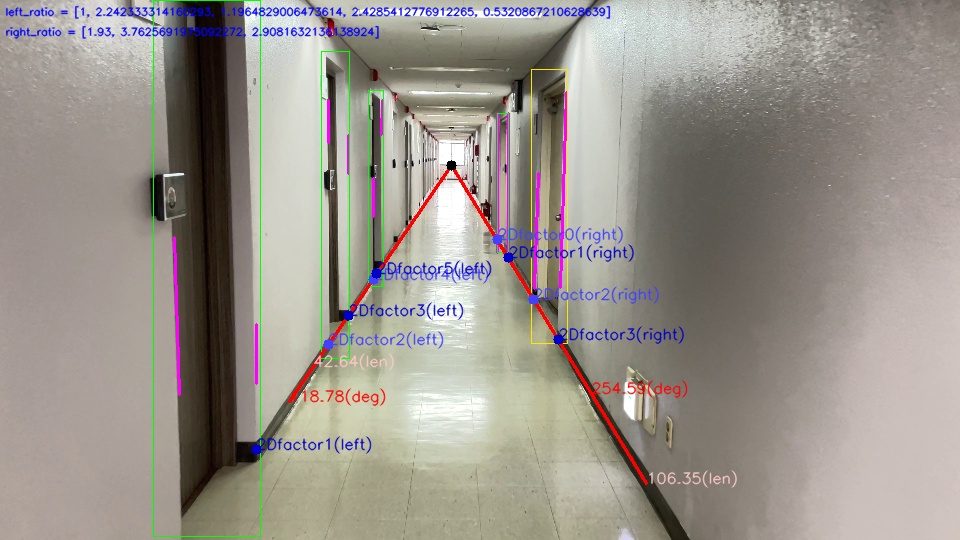 left_ratio = [1, 2.242333314160293, 1.1964829006473614, 2.4285412776912265, 0.5320867210628639]
right_ratio = [1.93, 3.7625691975092272, 2.9081632136138924]
2Dfactor0(right)
2Dfactor1(right)
2Dfactor5(left)
2Dfactor4(left)
2Dfactor2(right)
2Dfactor3(left)
2Dfactor3(right)
2Dfactor2(left)
42.64(len)
254.59(deg)
18.78(deg)
2Dfactor1(left)
106.35(len)